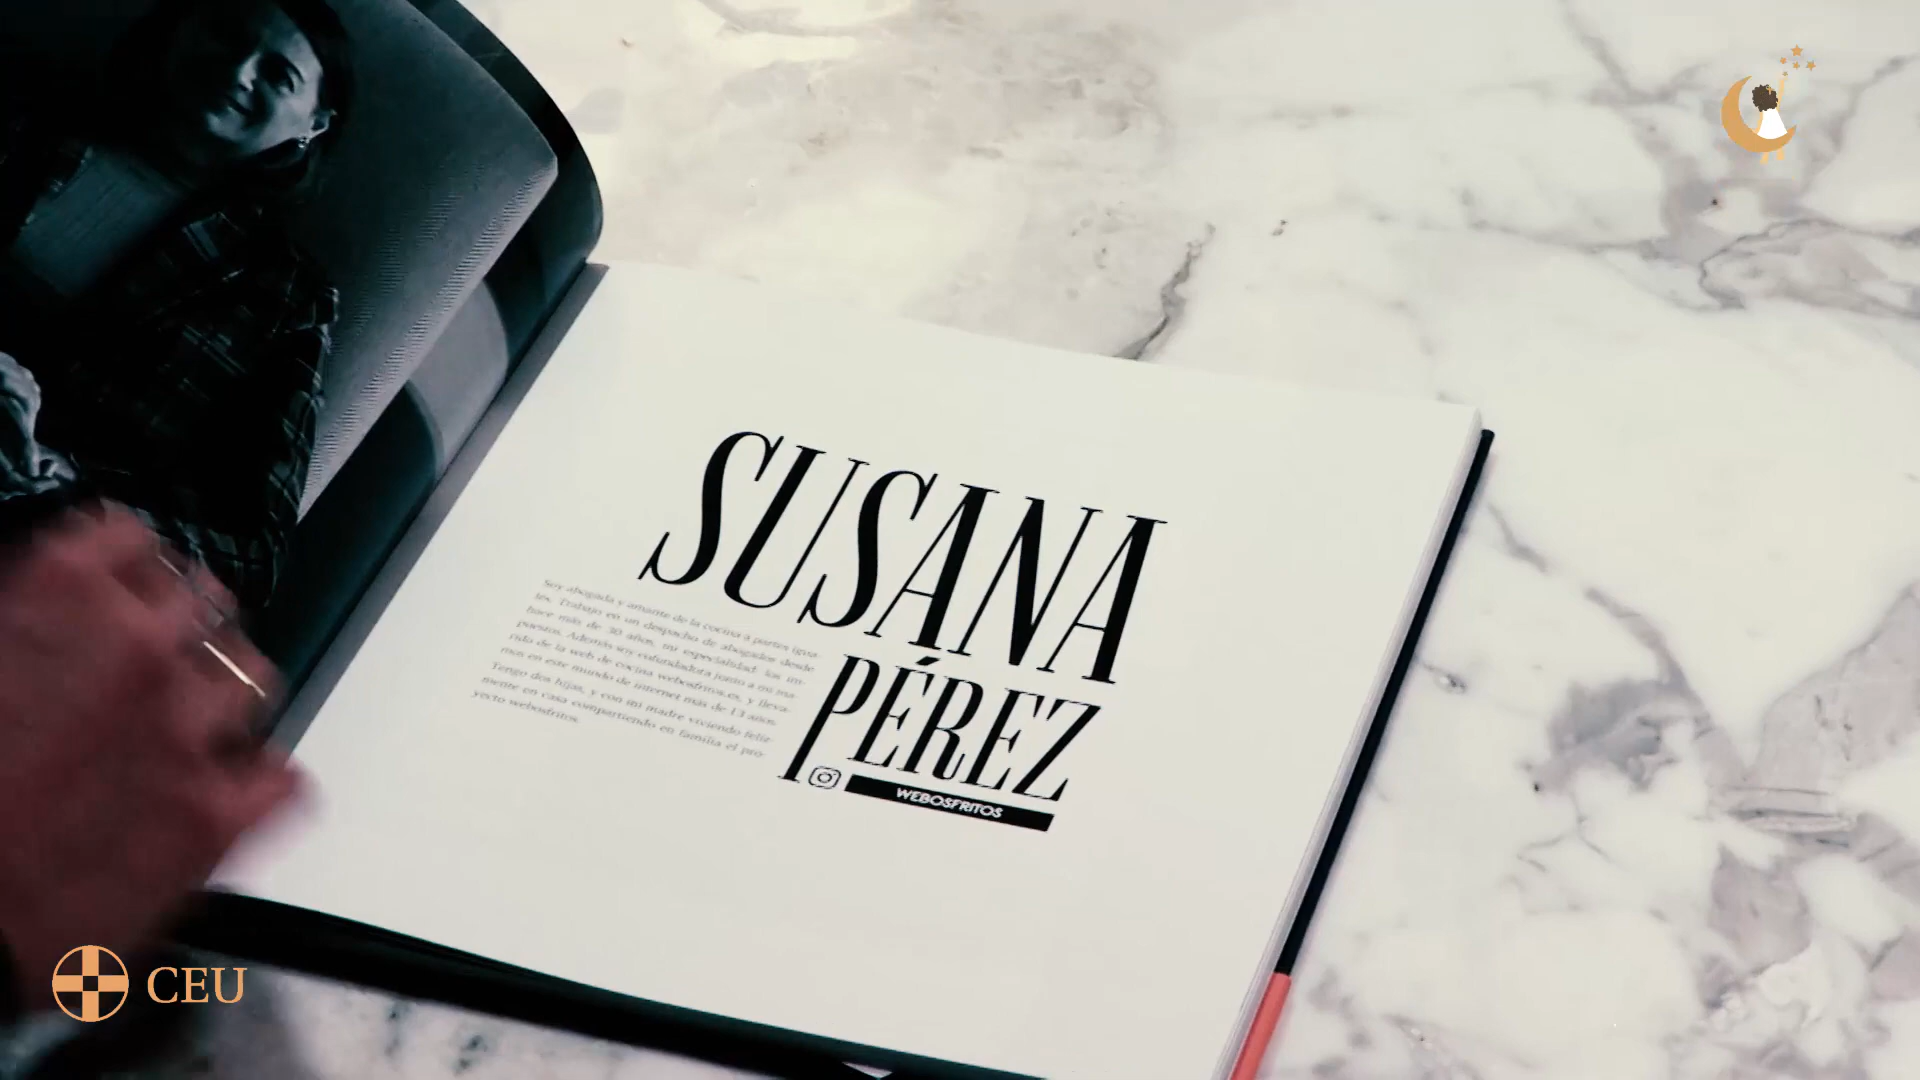 SUSANA
PÉREZ
Soy abogada y amante de la cocina a partes igua-
les. Trabajo en un despacho de abogados desde
hace más de 30 años, mi especialidad: los im-
puestos. Además soy cofundadora junto a mi ma-
rido de la web de cocina webosfritos.es, y lleva-
mos en este mundo de internet más de 13 años.
Tengo dos hijas, y con mi madre viviendo feliz-
mente en casa compartiendo en familia el pro-
yecto webosfritos.
WEBOSFRITOS
CEU